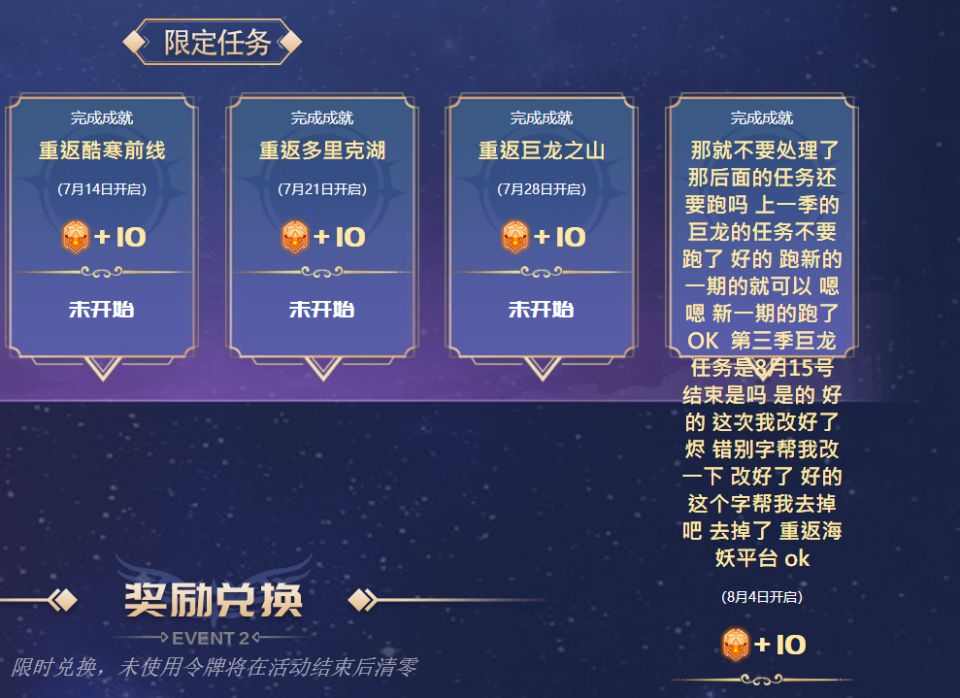 限定任务
完成成就
重返酷寒前线
(7月14日开启)
+10
未开始
完成成就
重返多里克湖
(7月21日开启)
+10
未开始
完成成就
重返巨龙之山
(7月28日开启)
+10
未开始
完成成就
那就不要处理了
那后面的任务还
要跑吗 上一季的
巨龙的任务不要
跑了 好的 跑新的
一期的就可以 嗯
嗯 新一期的跑了
OK 第三季巨龙
任务是8月15号
结束是吗 是的 好
的 这次我改好了
烬 错别字帮我改
一下 改好了 好的
这个字帮我去掉
吧 去掉了 重返海
妖平台 ok
(8月4日开启)
+10
奖励兑换
EVENT 2
限时兑换，未使用令牌将在活动结束后清零